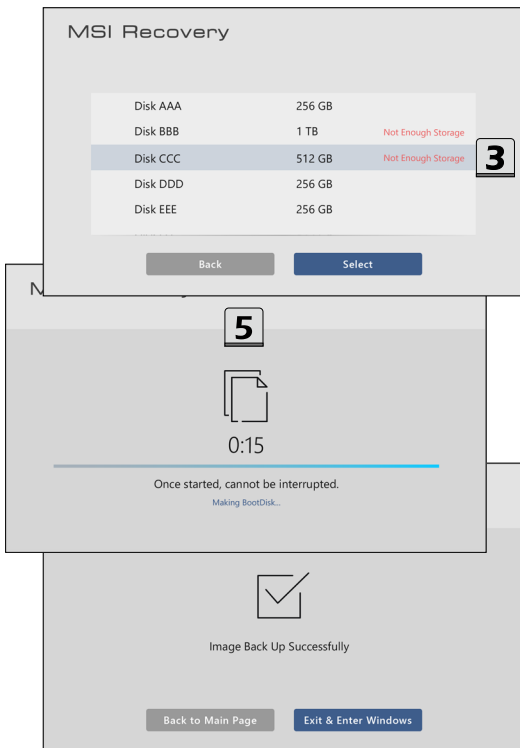 MSI Recovery
Disk AAA 256 GB
Disk BBB 1 TB Not Enough Storage
Disk CCC 512 GB Not Enough Storage
3
Disk DDD 256 GB
Disk EEE 256 GB
Back Select
5
0:15
Once started, cannot be interrupted.
Making BootDisk...
Image Back Up Successfully
Back to Main Page Exit & Enter Windows